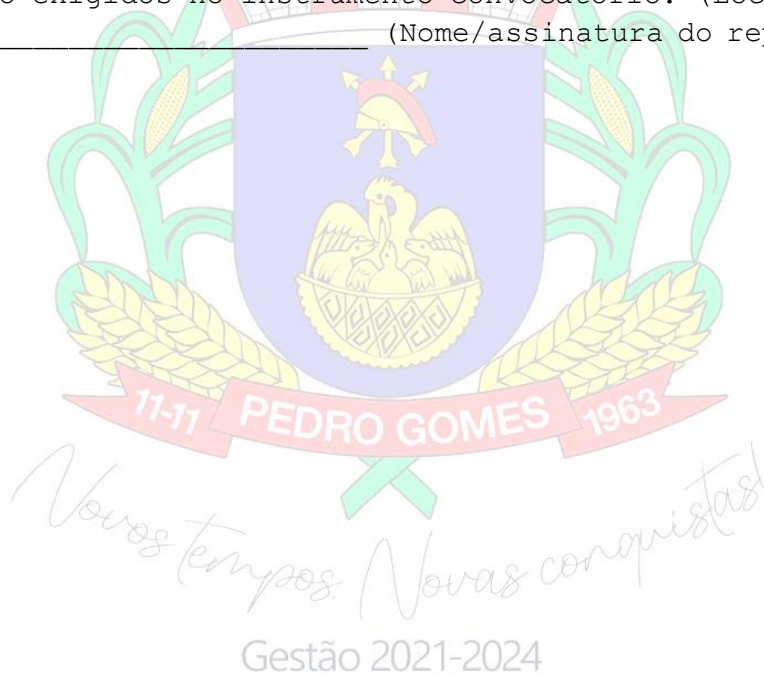 o exigidos no instrumento convocatório.
_____________________ (Nome/assinatura do
11-11 PEDRO GOMES 1963
Novos tempos. Novas conquistas!
Gestão 2021-2024